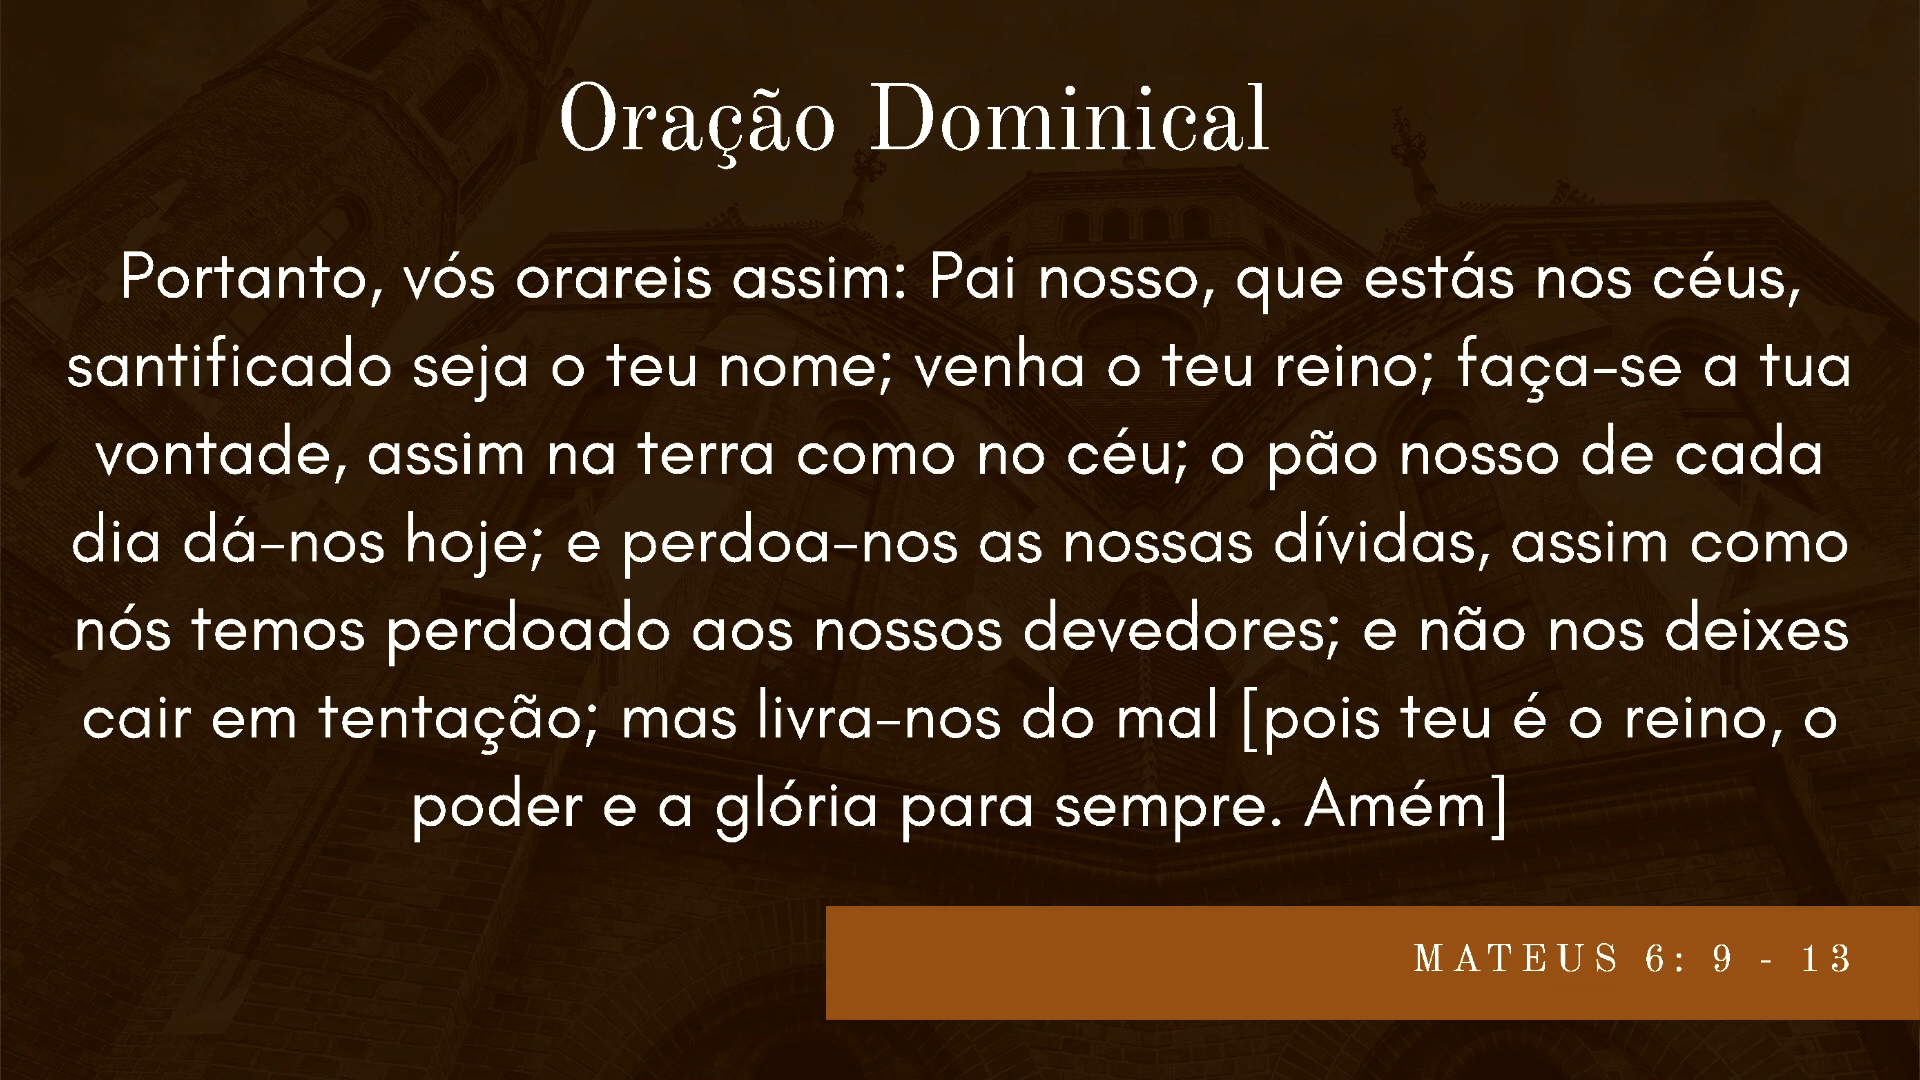 Oração Dominical
Portanto, vós orareis assim: Pai nosso, que estás nos céus,
santificado seja o teu nome; venha o teu reino; faça-se a tua
vontade, assim na terra como no céu; o pão nosso de cada
dia dá-nos hoje; e perdoa-nos as nossas dívidas, assim como
nós temos perdoado aos nossos devedores; e não nos deixes
cair em tentação; mas livra-nos do mal [pois teu é o reino, o
poder e a glória para sempre. Amém]
MATEUS 6: 9 - 13